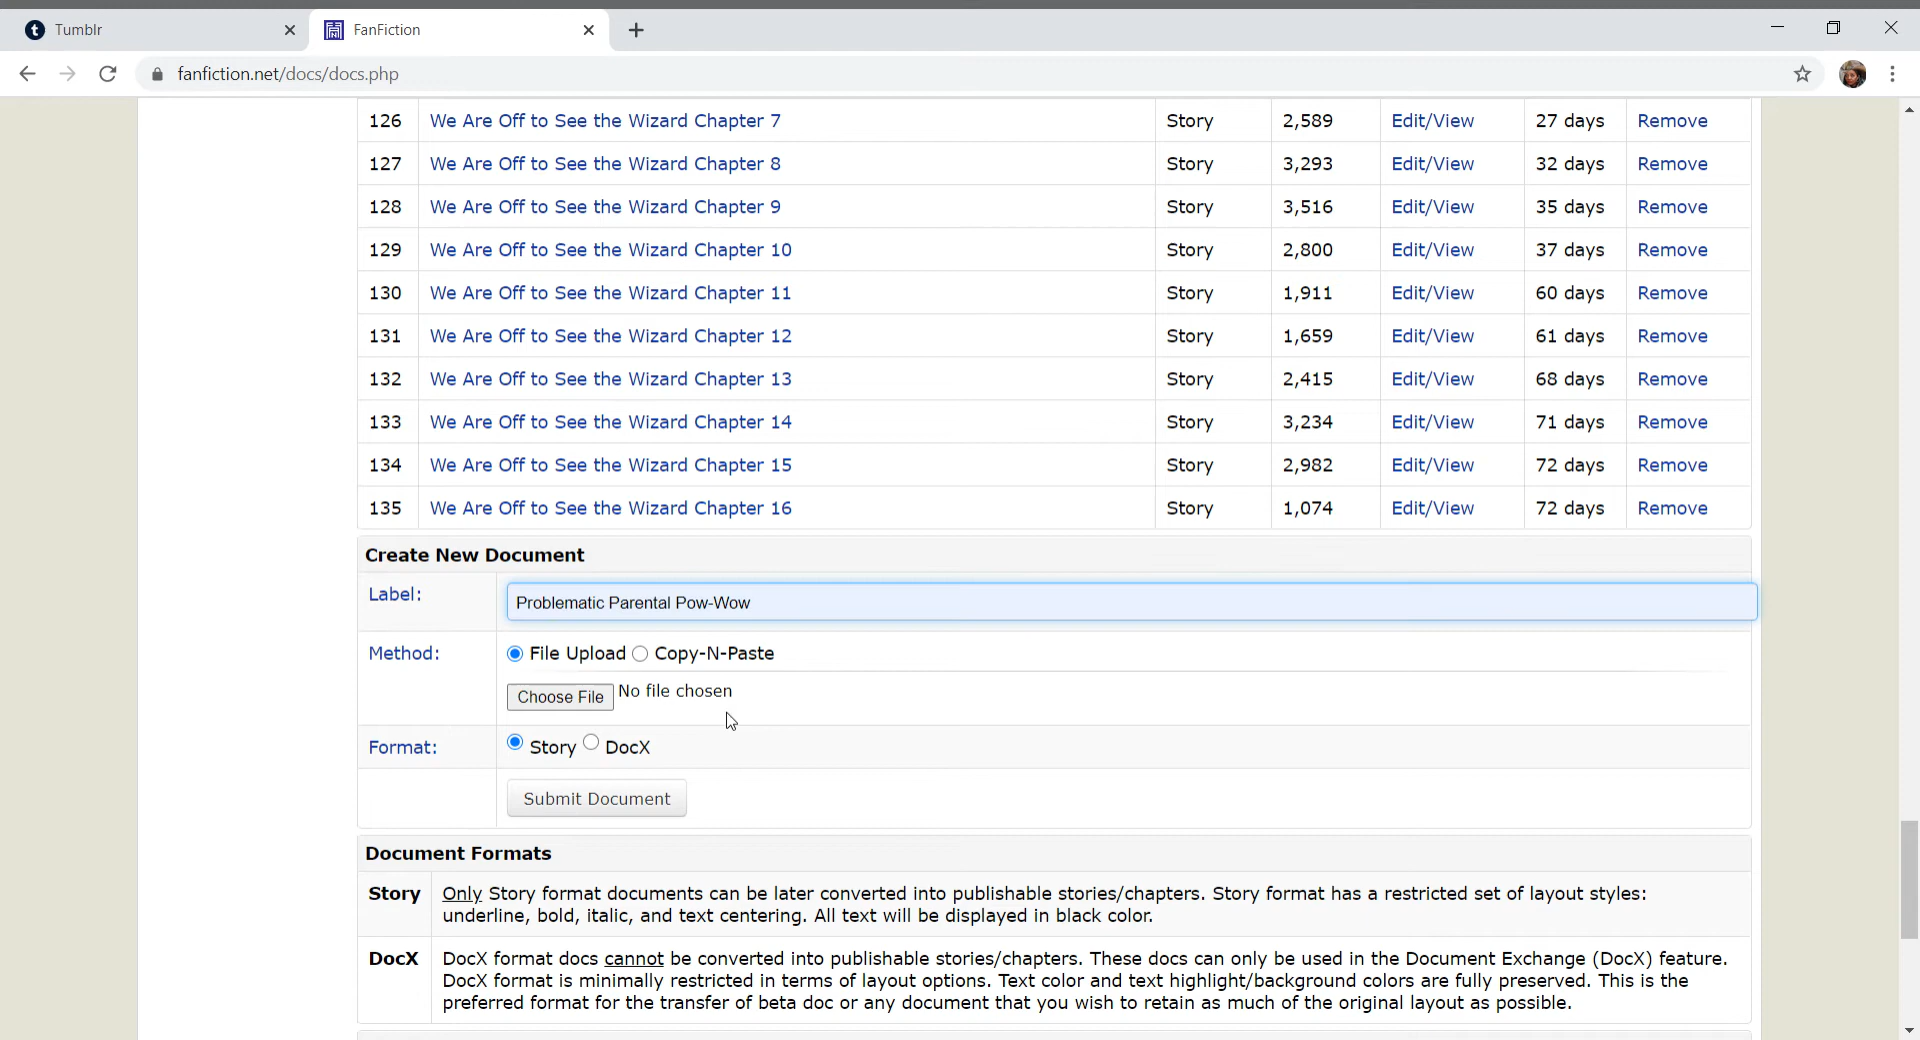 Tumblr
FanFiction
fanfiction.net/docs/docs.php
126 We Are Off to See the Wizard Chapter 7 Story 2,589 Edit/View 27 days Remove
127 We Are Off to See the Wizard Chapter 8 Story 3,293 Edit/View 32 days Remove
128 We Are Off to See the Wizard Chapter 9 Story 3,516 Edit/View 35 days Remove
129 We Are Off to See the Wizard Chapter 10 Story 2,800 Edit/View 37 days Remove
130 We Are Off to See the Wizard Chapter 11 Story 1,911 Edit/View 60 days Remove
131 We Are Off to See the Wizard Chapter 12 Story 1,659 Edit/View 61 days Remove
132 We Are Off to See the Wizard Chapter 13 Story 2,415 Edit/View 68 days Remove
133 We Are Off to See the Wizard Chapter 14 Story 3,234 Edit/View 71 days Remove
134 We Are Off to See the Wizard Chapter 15 Story 2,982 Edit/View 72 days Remove
135 We Are Off to See the Wizard Chapter 16 Story 1,074 Edit/View 72 days Remove
Create New Document
Label: Problematic Parental Pow-Wow
Method: File Upload Copy-N-Paste
Choose File No file chosen
Format: Story DocX
Submit Document
Document Formats
Story Only Story format documents can be later converted into publishable stories/chapters. Story format has a restricted set of layout styles:
underline, bold, italic, and text centering. All text will be displayed in black color.
DocX DocX format docs cannot be converted into publishable stories/chapters. These docs can only be used in the Document Exchange (DocX) feature.
DocX format is minimally restricted in terms of layout options. Text color and text highlight/background colors are fully preserved. This is the
preferred format for the transfer of beta doc or any document that you wish to retain as much of the original layout as possible.